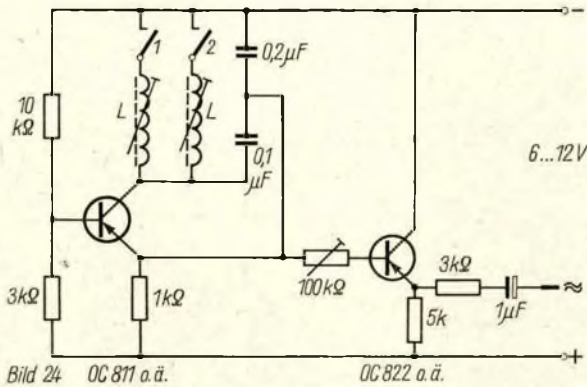 −
1
2
0,2µF
10
kΩ
L
L
0,1
µF
6...12V
3kΩ
1kΩ
100kΩ
3kΩ
1µF
≈
5k
+
Bild 24 OC 811 o.ä. OC 822 o.ä.